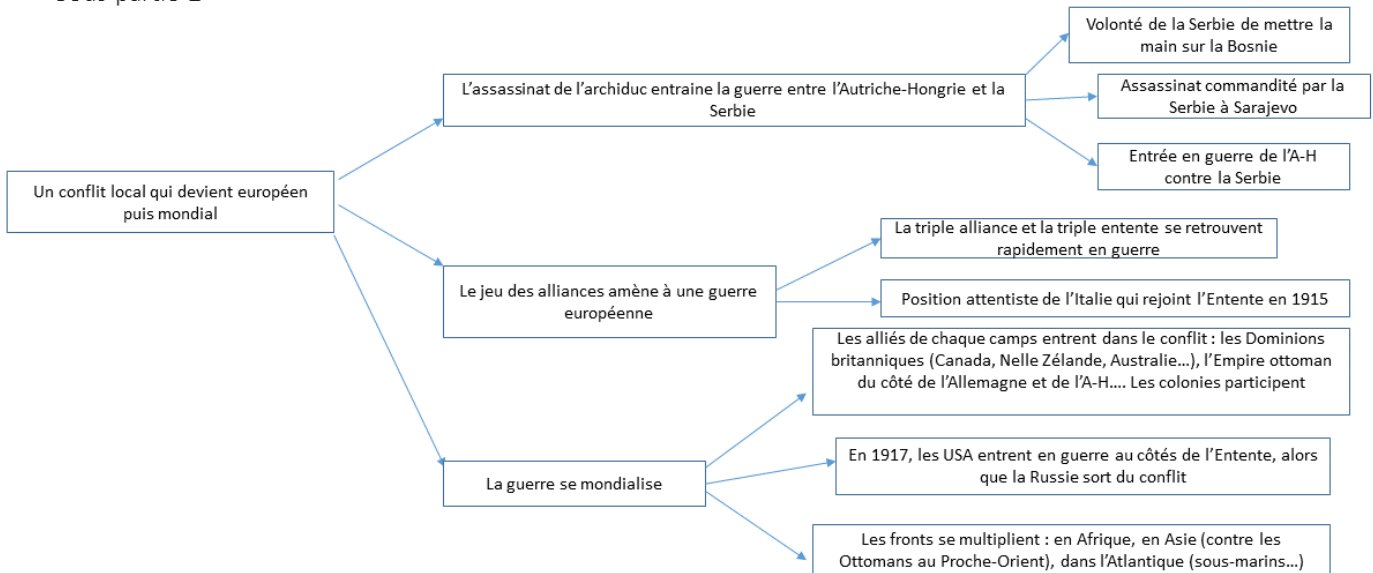 Un conflit local qui devient européen
puis mondial
L'assassinat de l'archiduc entraine la guerre entre l'Autriche-Hongrie et la
Serbie
Volonté de la Serbie de mettre la
main sur la Bosnie
Assassinat commandité par la
Serbie à Sarajevo
Entrée en guerre de l'A-H
contre la Serbie
Le jeu des alliances amène à une guerre
européenne
La triple alliance et la triple entente se retrouvent
rapidement en guerre
Position attentiste de l'Italie qui rejoint l'Entente en 1915
La guerre se mondialise
Les alliés de chaque camps entrent dans le conflit : les Dominions
britanniques (Canada, Nelle Zélande, Australie…), l'Empire ottoman
du côté de l'Allemagne et de l'A-H…. Les colonies participent
En 1917, les USA entrent en guerre au côtés de l'Entente, alors
que la Russie sort du conflit
Les fronts se multiplient : en Afrique, en Asie (contre les
Ottomans au Proche-Orient), dans l'Atlantique (sous-marins…)